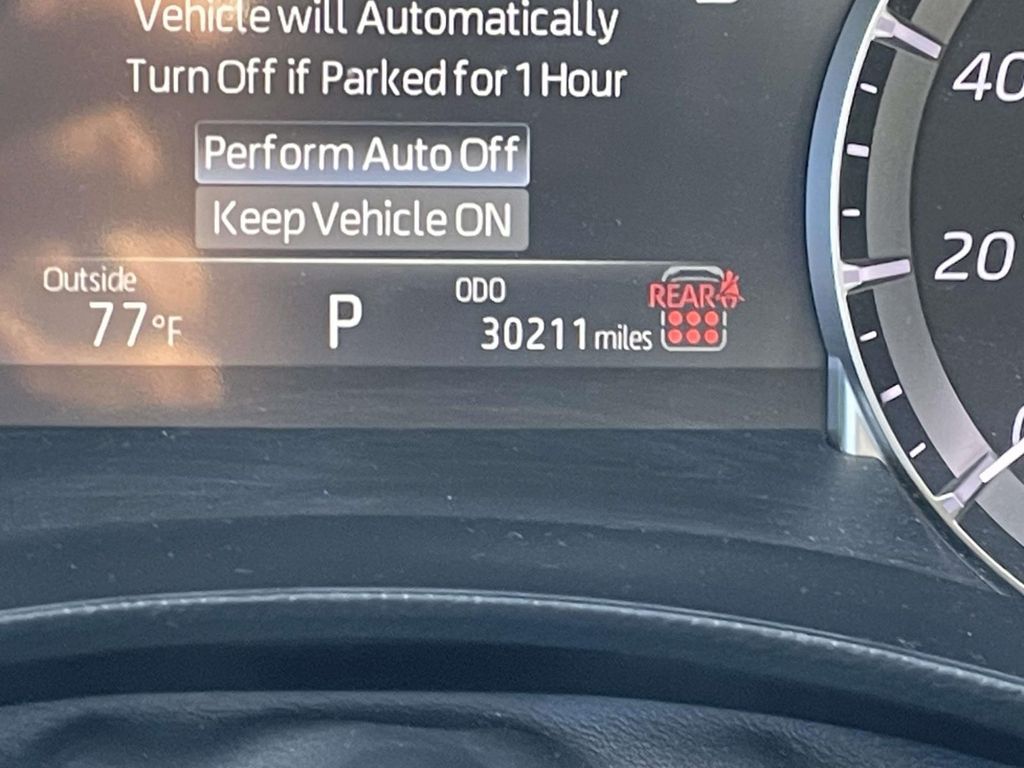 Vehicle will Automatically
Turn Off if Parked for 1 Hour
Perform Auto Off
Keep Vehicle ON
Outside
77°F
P
ODO
30211 miles
REAR
40
20